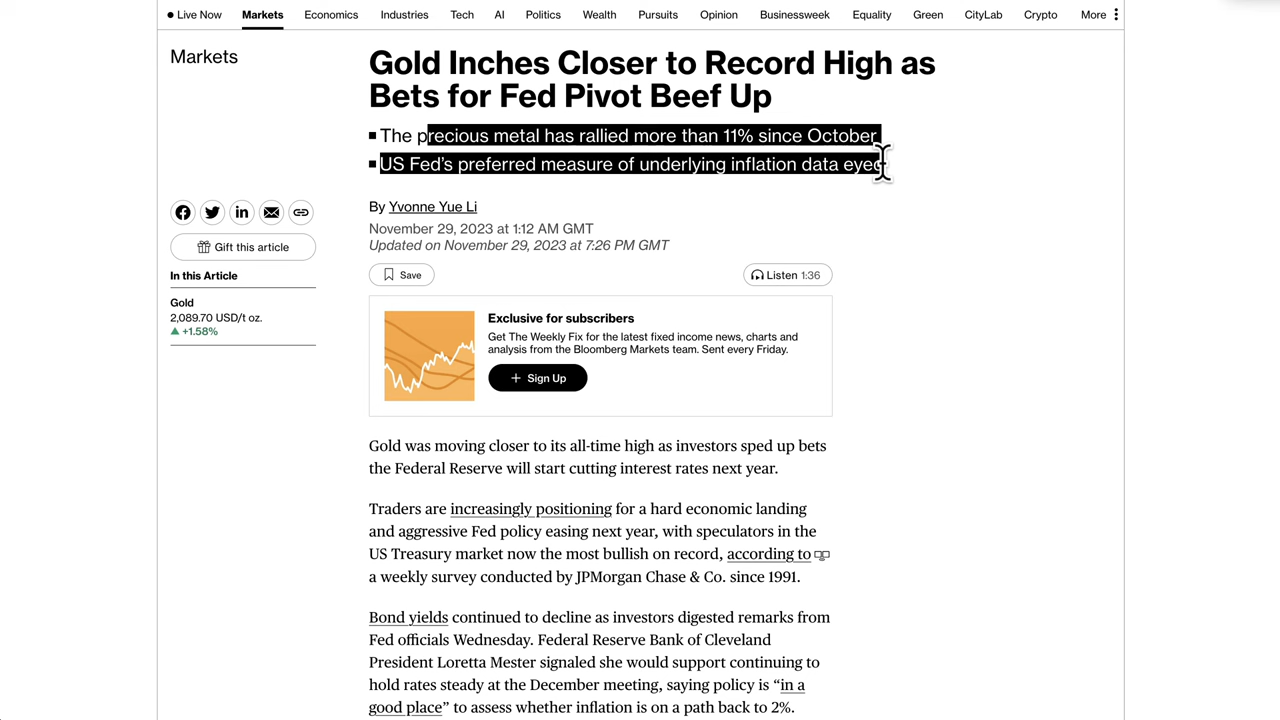 Live Now Markets Economics Industries Tech AI Politics Wealth Pursuits Opinion Businessweek Equality Green CityLab Crypto More
Markets
Gold Inches Closer to Record High as
Bets for Fed Pivot Beef Up
The precious metal has rallied more than 11% since October
US Fed's preferred measure of underlying inflation data eyed
By Yvonne Yue Li
November 29, 2023 at 1:12 AM GMT
Updated on November 29, 2023 at 7:26 PM GMT
Gift this article
Save
Listen 1:36
In this Article
Gold
2,089.70 USD/t oz.
+1.58%
Exclusive for subscribers
Get The Weekly Fix for the latest fixed income news, charts and
analysis from the Bloomberg Markets team. Sent every Friday.
+ Sign Up
Gold was moving closer to its all-time high as investors sped up bets
the Federal Reserve will start cutting interest rates next year.
Traders are increasingly positioning for a hard economic landing
and aggressive Fed policy easing next year, with speculators in the
US Treasury market now the most bullish on record, according to
a weekly survey conducted by JPMorgan Chase & Co. since 1991.
Bond yields continued to decline as investors digested remarks from
Fed officials Wednesday. Federal Reserve Bank of Cleveland
President Loretta Mester signaled she would support continuing to
hold rates steady at the December meeting, saying policy is “in a
good place” to assess whether inflation is on a path back to 2%.